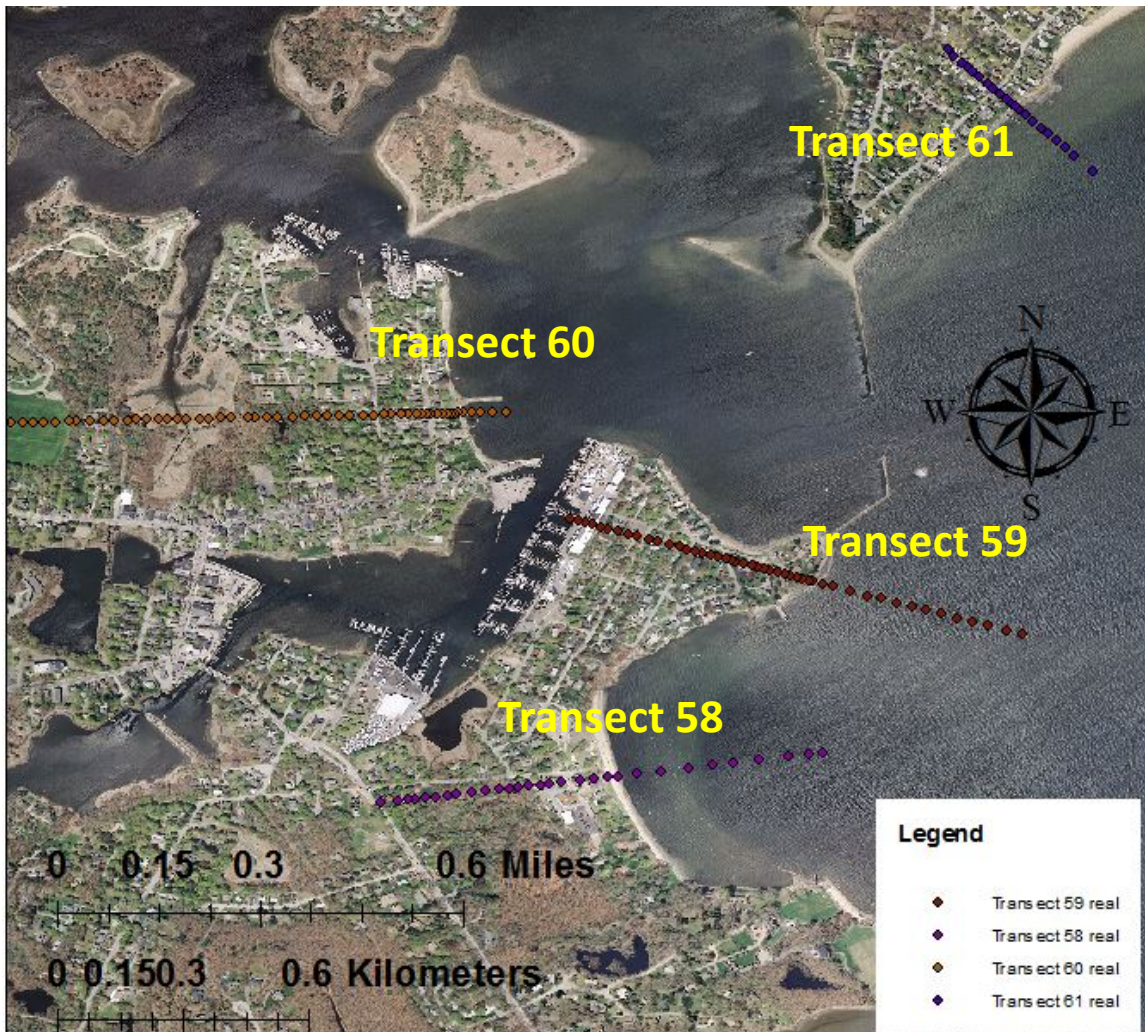 Transect 61
Transect 60
N
W E
S
Transect 59
Transect 58
Legend
Transect 59 real
Transect 58 real
Transect 60 real
Transect 61 real
0 0.15 0.3 0.6 Miles
0 0.150.3 0.6 Kilometers